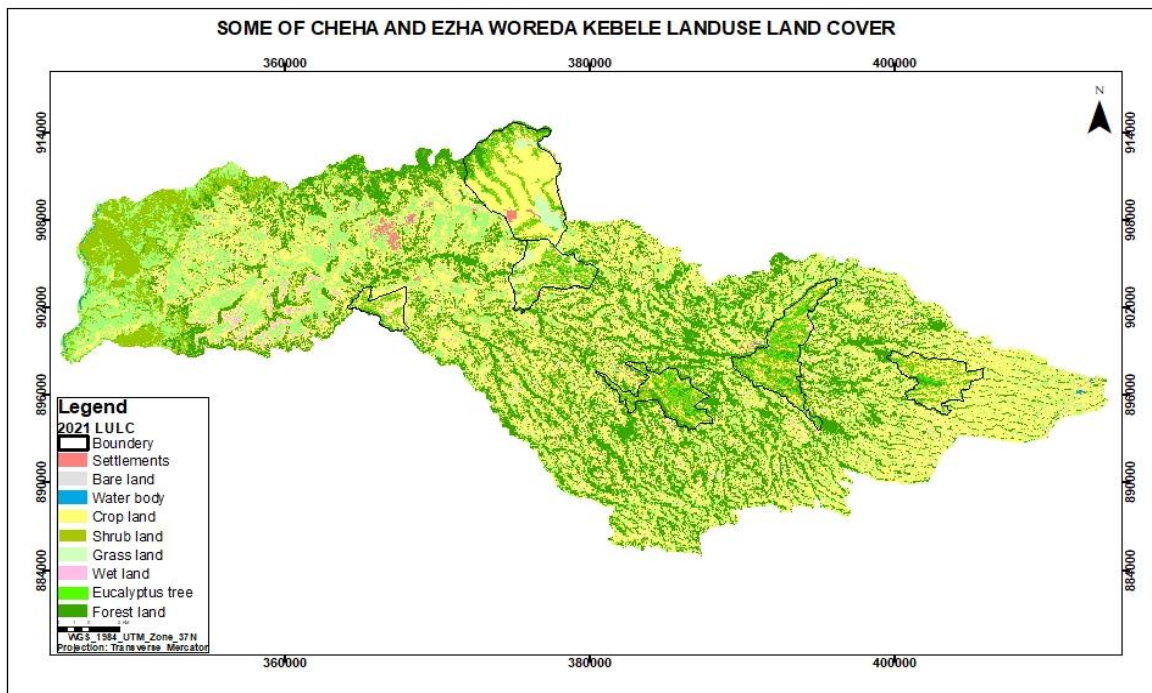 SOME OF CHEHA AND EZHA WOREDA KEBELE LANDUSE LAND COVER
360000 380000 400000
N
914000 914000
908000 908000
902000 902000
896000 896000
890000 890000
884000 884000
Legend
2021 LULC
Boundery
Settlements
Bare land
Water body
Crop land
Shrub land
Grass land
Wet land
Eucalyptus tree
Forest land
WGS_1984_UTM_Zone_37N
Projection: Transverse Mercator
360000 380000 400000